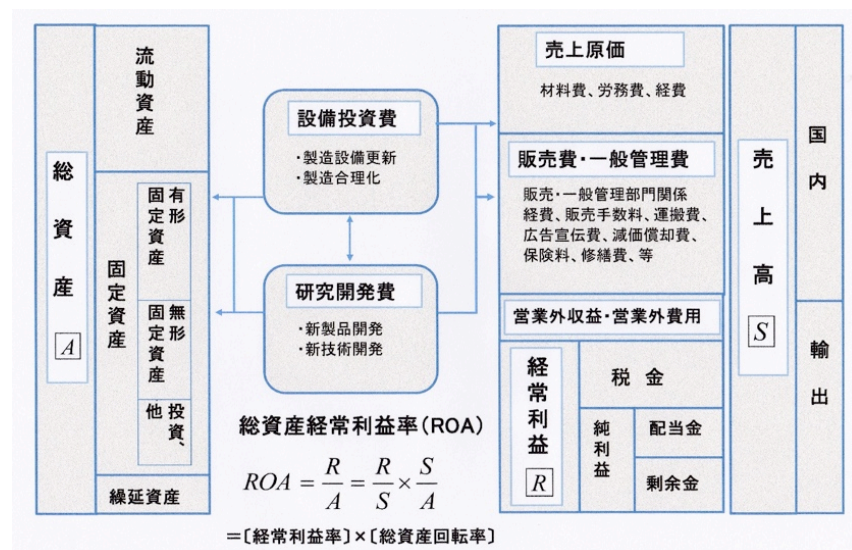 総資産
A
流動資産
固定資産
有形
固定資産
無形
固定資産
投資、
他
繰延資産
設備投資費
・製造設備更新
・製造合理化
研究開発費
・新製品開発
・新技術開発
総資産経常利益率(ROA)
ROA = R/A = R/S × S/A
=〔経常利益率〕×〔総資産回転率〕
売上原価
材料費、労務費、経費
販売費・一般管理費
販売・一般管理部門関係
経費、販売手数料、運搬費、
広告宣伝費、減価償却費、
保険料、修繕費、等
営業外収益・営業外費用
経常利益
R
税金
純利益
配当金
剰余金
売上高
S
国内
輸出